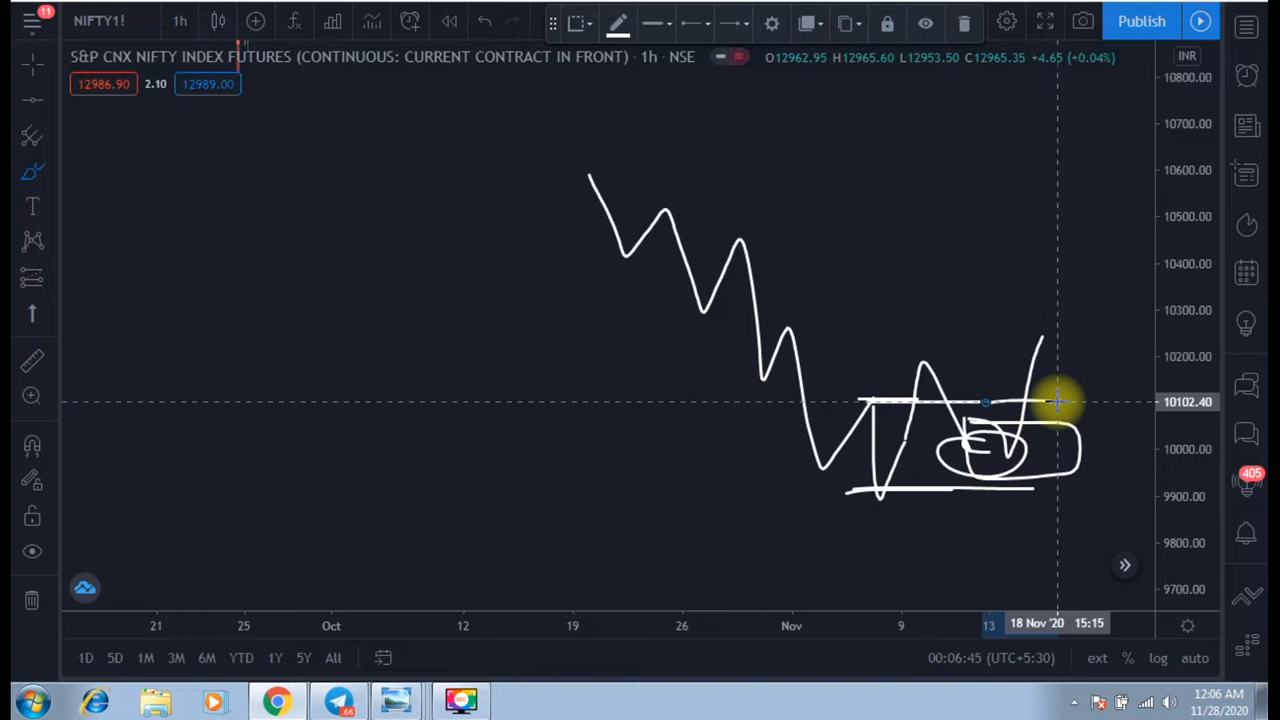 11
NIFTY1!
1h
Publish
S&P CNX NIFTY INDEX FUTURES (CONTINUOUS: CURRENT CONTRACT IN FRONT) · 1h · NSE
O12962.95 H12965.60 L12953.50 C12965.35 +4.65 (+0.04%)
INR
12986.90 2.10 12989.00
10800.00
10700.00
10600.00
10500.00
10400.00
10300.00
10200.00
10102.40
10000.00
9900.00
9800.00
9700.00
405
21 25 Oct 12 19 26 Nov 9 13 18 Nov '20 15:15
1D 5D 1M 3M 6M YTD 1Y 5Y All
00:06:45 (UTC+5:30) ext % log auto
66
REC
12:06 AM
11/28/2020